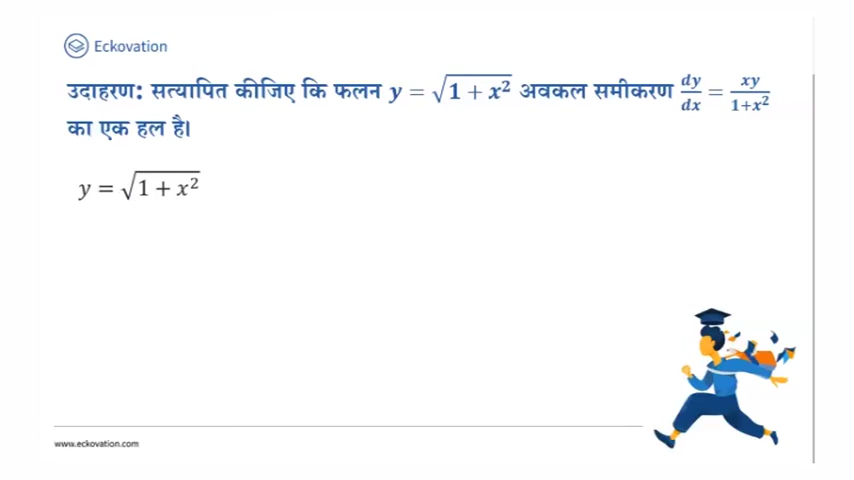 Eckovation
उदाहरण: सत्यापित कीजिए कि फलन y = √(1 + x²) अवकल समीकरण dy/dx = xy/(1+x²)
का एक हल है।
y = √(1 + x²)
www.eckovation.com